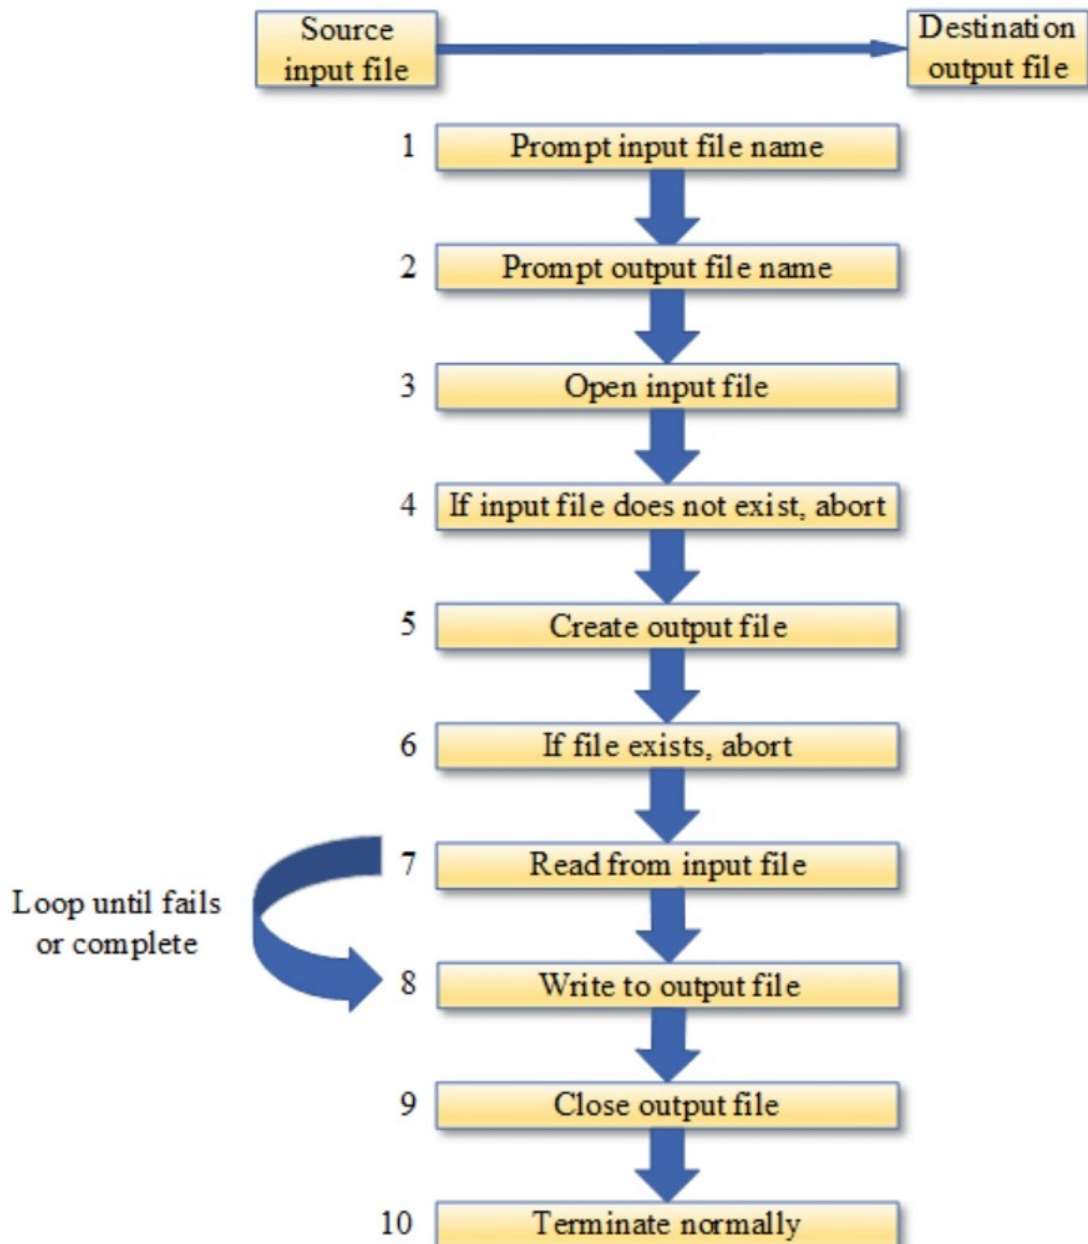 Source
input file
Destination
output file
1 Prompt input file name
2 Prompt output file name
3 Open input file
4 If input file does not exist, abort
5 Create output file
6 If file exists, abort
7 Read from input file
Loop until fails
or complete
8 Write to output file
9 Close output file
10 Terminate normally